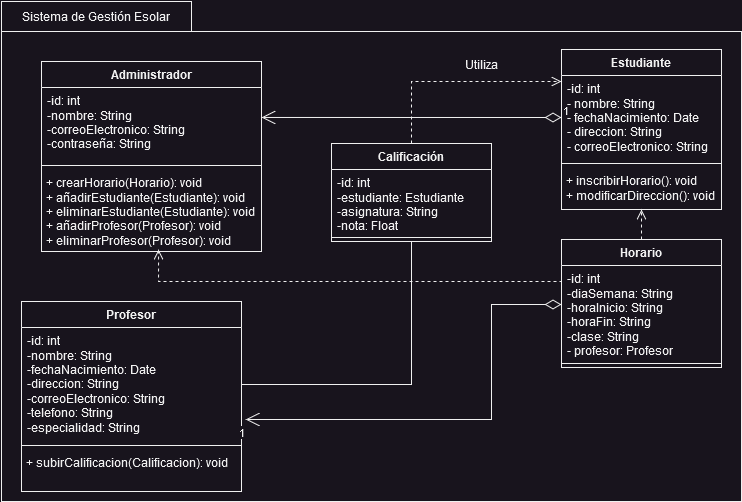 Sistema de Gestión Esolar
Administrador
-id: int
-nombre: String
-correoElectronico: String
-contraseña: String
+ crearHorario(Horario): void
+ añadirEstudiante(Estudiante): void
+ eliminarEstudiante(Estudiante): void
+ añadirProfesor(Profesor): void
+ eliminarProfesor(Profesor): void
Utiliza
Estudiante
-id: int
- nombre: String
- fechaNacimiento: Date
- direccion: String
- correoElectronico: String
+ inscribirHorario(): void
+ modificarDireccion(): void
1
Calificación
-id: int
-estudiante: Estudiante
-asignatura: String
-nota: Float
Horario
-id: int
-diaSemana: String
-horaInicio: String
-horaFin: String
-clase: String
- profesor: Profesor
Profesor
-id: int
-nombre: String
-fechaNacimiento: Date
-direccion: String
-correoElectronico: String
-telefono: String
-especialidad: String
1
+ subirCalificacion(Calificacion): void